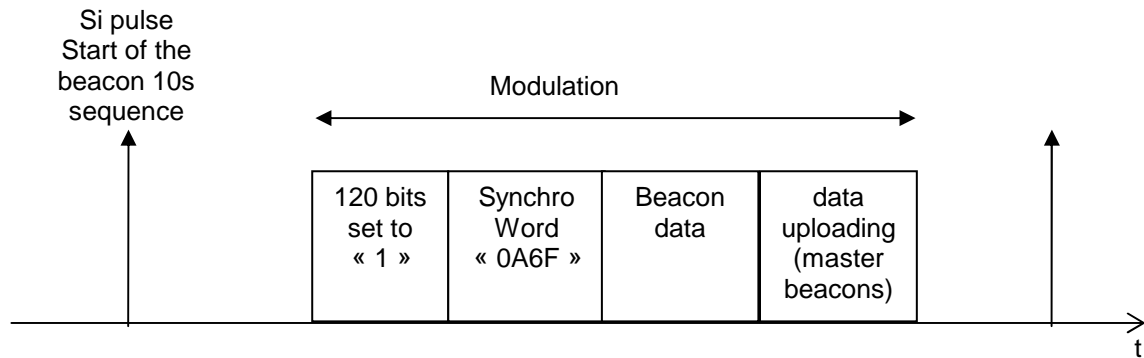 Si pulse
Start of the
beacon 10s
sequence
Modulation
120 bits
set to
« 1 »
Synchro
Word
« 0A6F »
Beacon
data
data
uploading
(master
beacons)
t